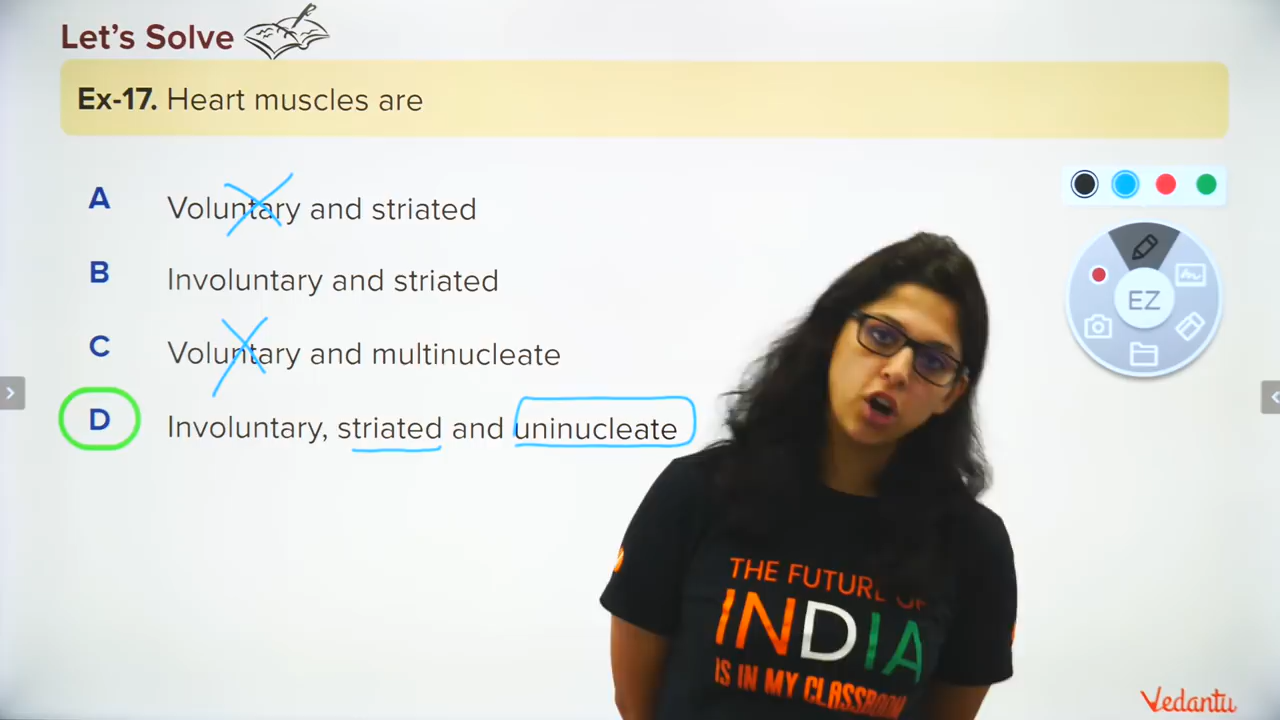 Let's Solve
Ex-17. Heart muscles are
A Voluntary and striated
B Involuntary and striated
C Voluntary and multinucleate
D Involuntary, striated and uninucleate
EZ
THE FUTURE OF
INDIA
IS IN MY CLASSROOM
Vedantu